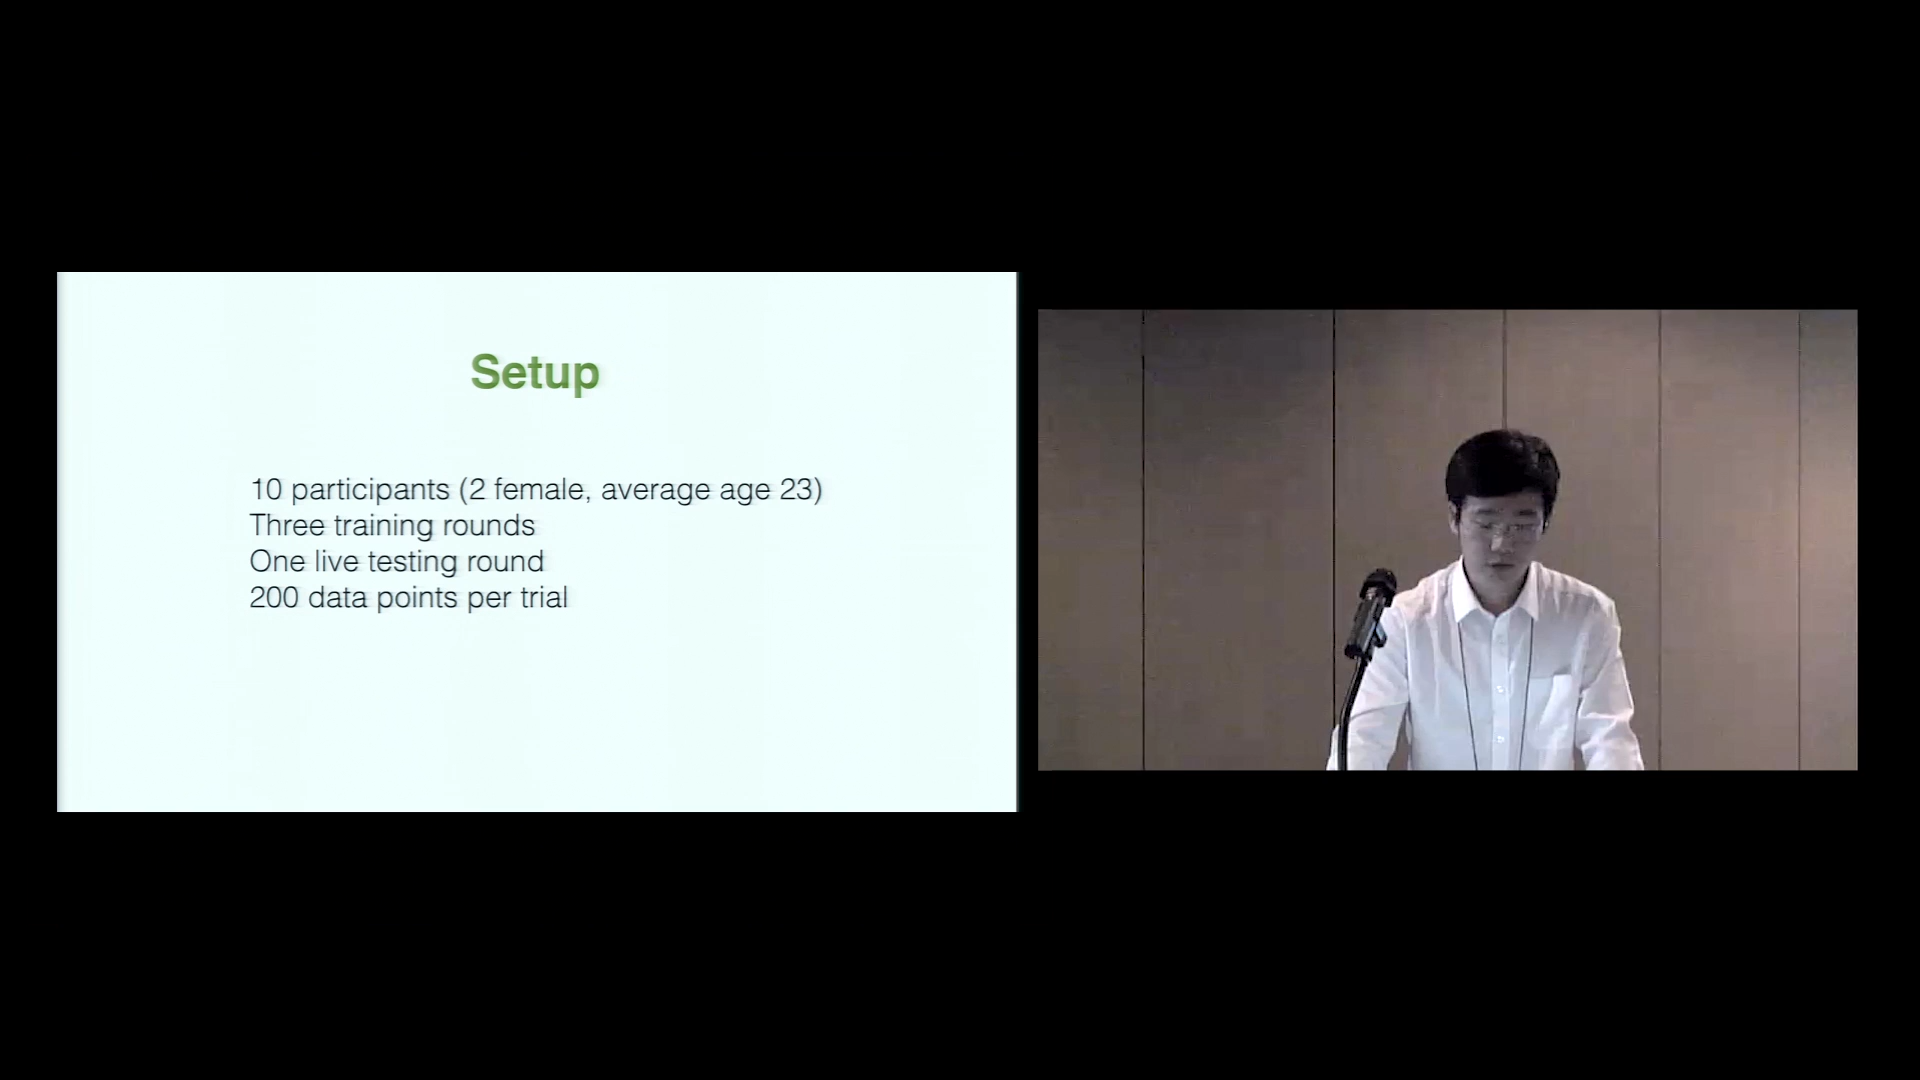 Setup
10 participants (2 female, average age 23)
Three training rounds
One live testing round
200 data points per trial